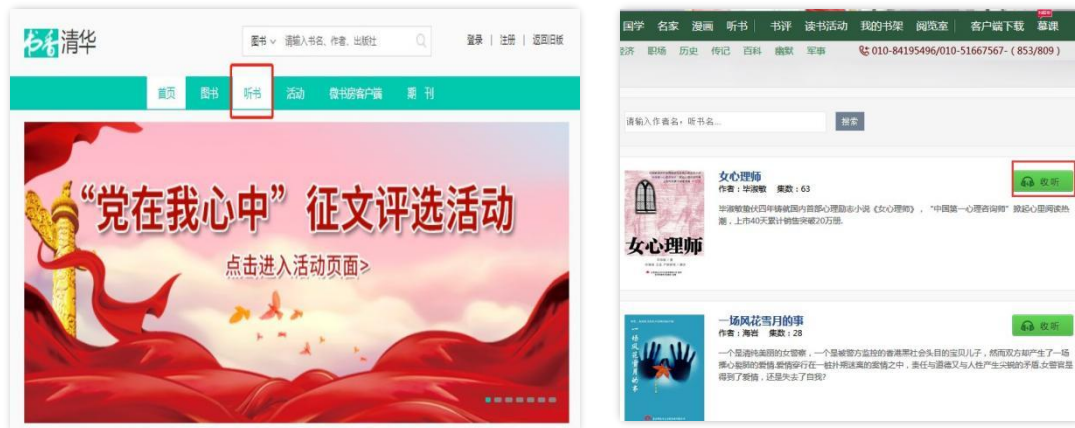 书香清华
图书 请输入书名、作者、出版社
登录 | 注册 | 返回旧版
首页 图书 听书 活动 微书房客户端 期 刊
“党在我心中”征文评选活动
点击进入活动页面>
国学 名家 漫画 听书 | 书评 读书活动 我的书架 阅览室 | 客户端下载 慕课
经济 职场 历史 传记 百科 幽默 军事 010-84195496/010-51667567-(853/809)
请输入作者名,听书名... 搜索
女心理师
作者:毕淑敏 集数:63
收听
毕淑敏蛰伏四年铸就国内首部心理励志小说《女心理师》,“中国第一心理咨询师”掀起心里阅读热
潮,上市40天累计销售突破20万册.
女心理师
一场风花雪月的事
作者:海岩 集数:28
收听
一个是清纯美丽的女警察,一个是被警方监控的香港黑社会头目的宝贝儿子,然而双方却产生了一场
撕心裂肺的爱情.爱情穿行在一桩扑朔迷离的案情之中,责任与道德又与人性产生尖锐的矛盾.女警官是
得到了爱情,还是失去了自我?
一场风花雪月的事